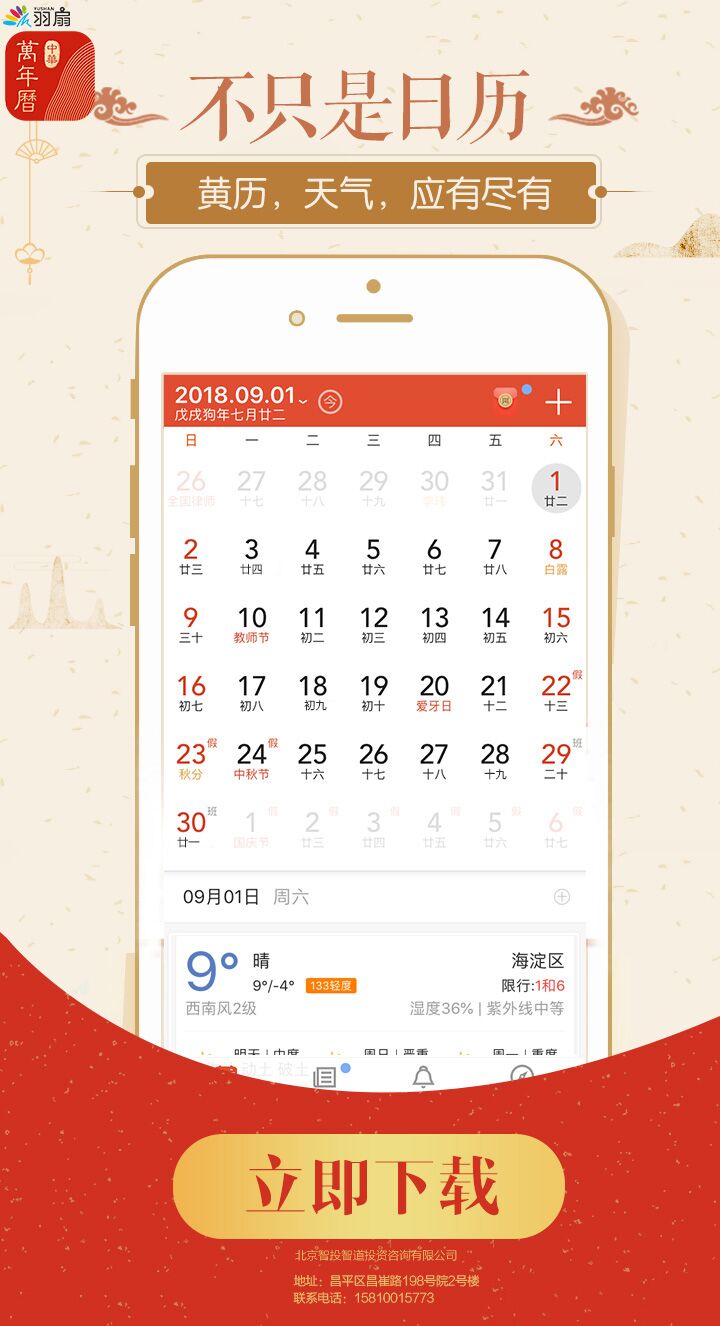 YUSHAN
羽扇
中華
萬年曆
不只是日历
黄历，天气，应有尽有
2018.09.01 今
戊戌狗年七月廿二
日 一 二 三 四 五 六
26 27 28 29 30 31 1
全国律师 十七 十八 十九 李玮 廿一 廿二
2 3 4 5 6 7 8
廿三 廿四 廿五 廿六 廿七 廿八 白露
9 10 11 12 13 14 15
三十 教师节 初二 初三 初四 初五 初六
16 17 18 19 20 21 22 假
初七 初八 初九 初十 爱牙日 十二 十三
23 假 24 假 25 26 27 28 29 班
秋分 中秋节 十六 十七 十八 十九 二十
30 班 1 假 2 假 3 假 4 假 5 假 6 假
廿一 国庆节 廿三 廿四 廿五 廿六 廿七
09月01日 周六
9° 晴 海淀区
9°/-4° 133轻度 限行:1和6
西南风2级 湿度36% | 紫外线中等
明天 | 中度 周日 | 严重 周一 | 重度
动土 破土
立即下载
北京智投智道投资咨询有限公司
地址：昌平区昌崔路198号院2号楼
联系电话：15810015773